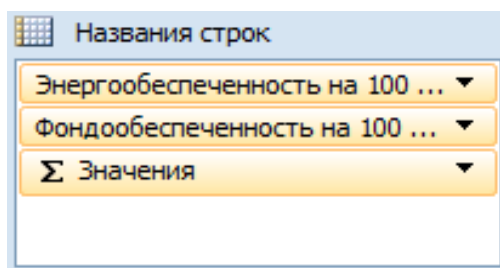 Названия строк
Энергообеспеченность на 100 ...
Фондообеспеченность на 100 ...
Σ Значения